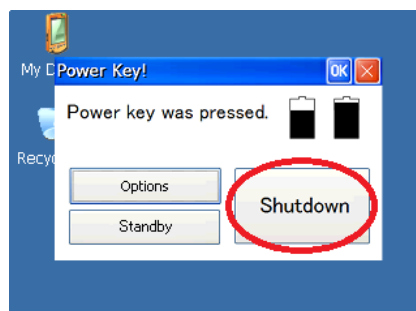 My D
Power Key!
OK
Power key was pressed.
Recy
Options
Shutdown
Standby